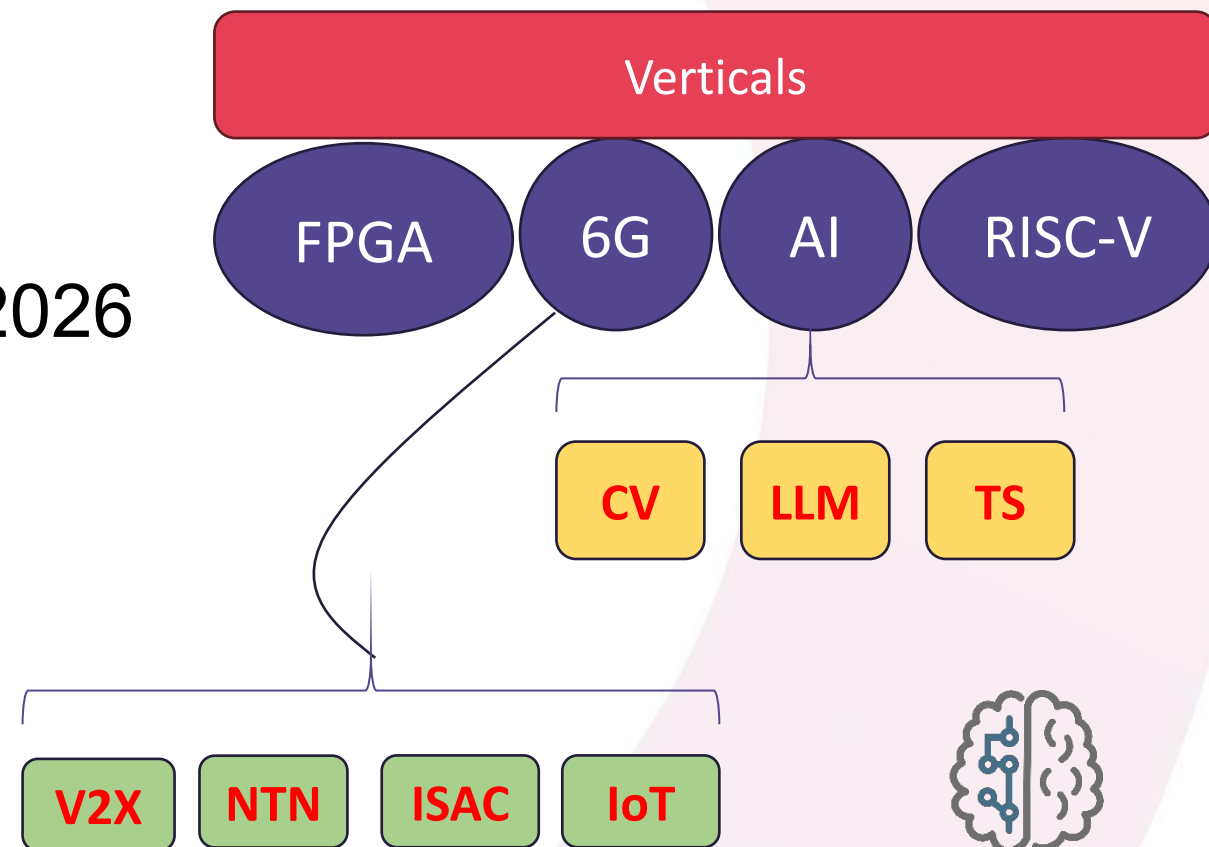 Verticals
FPGA 6G AI RISC-V
2026
CV LLM TS
V2X NTN ISAC IoT